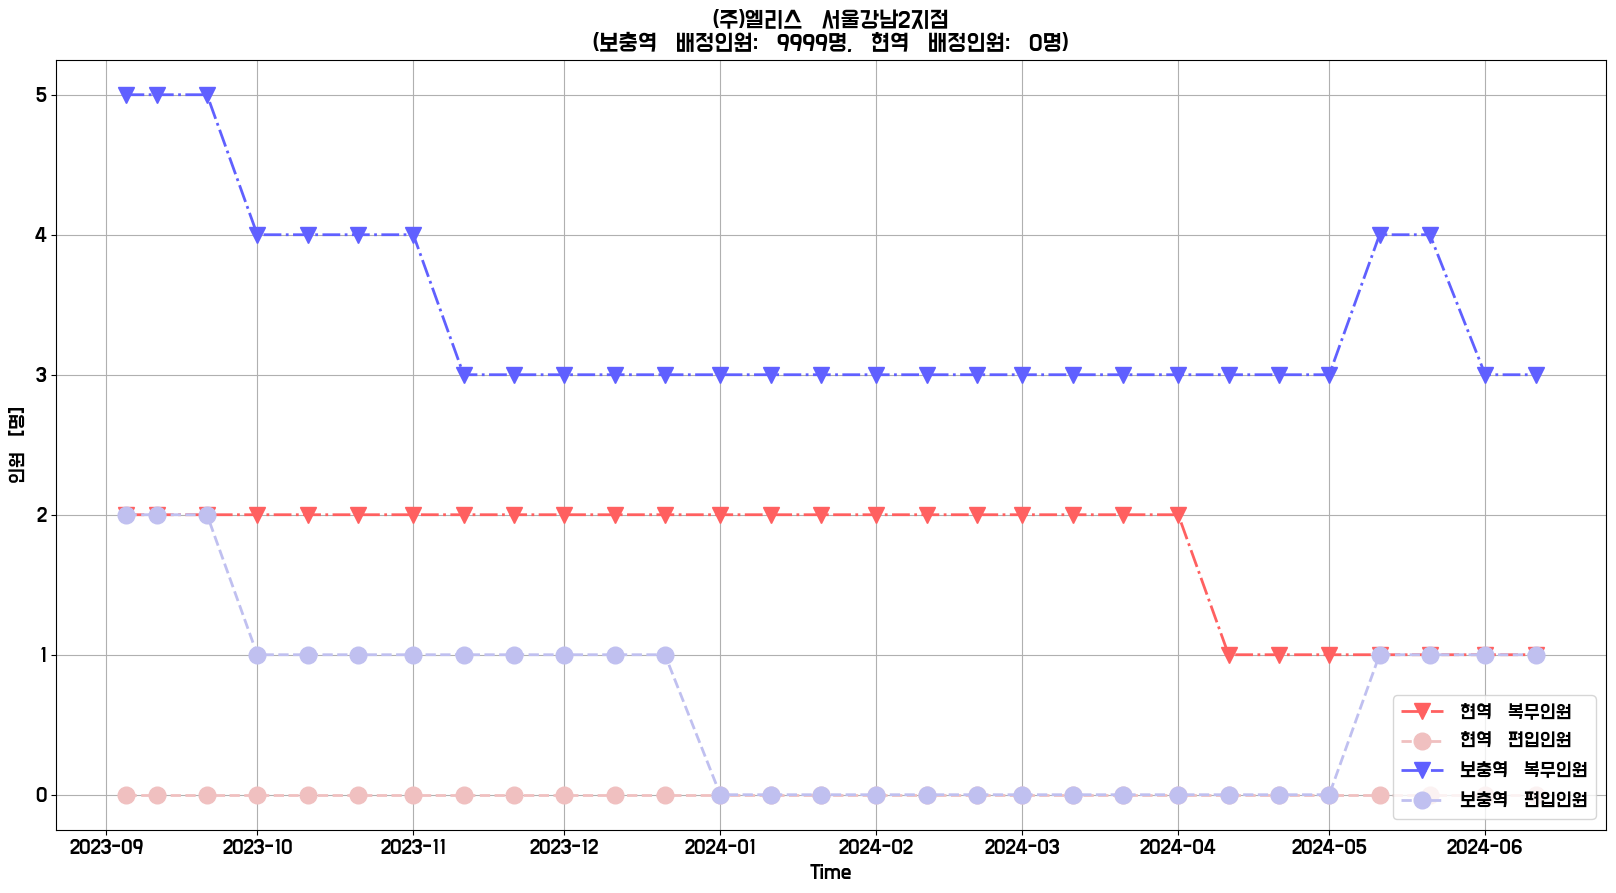 (주)엘리스 서울강남2지점
(보충역 배정인원: 9999명, 현역 배정인원: 0명)
5
4
3
2
1
0
인원 [명]
2023-09 2023-10 2023-11 2023-12 2024-01 2024-02 2024-03 2024-04 2024-05 2024-06
Time
현역 복무인원
현역 편입인원
보충역 복무인원
보충역 편입인원